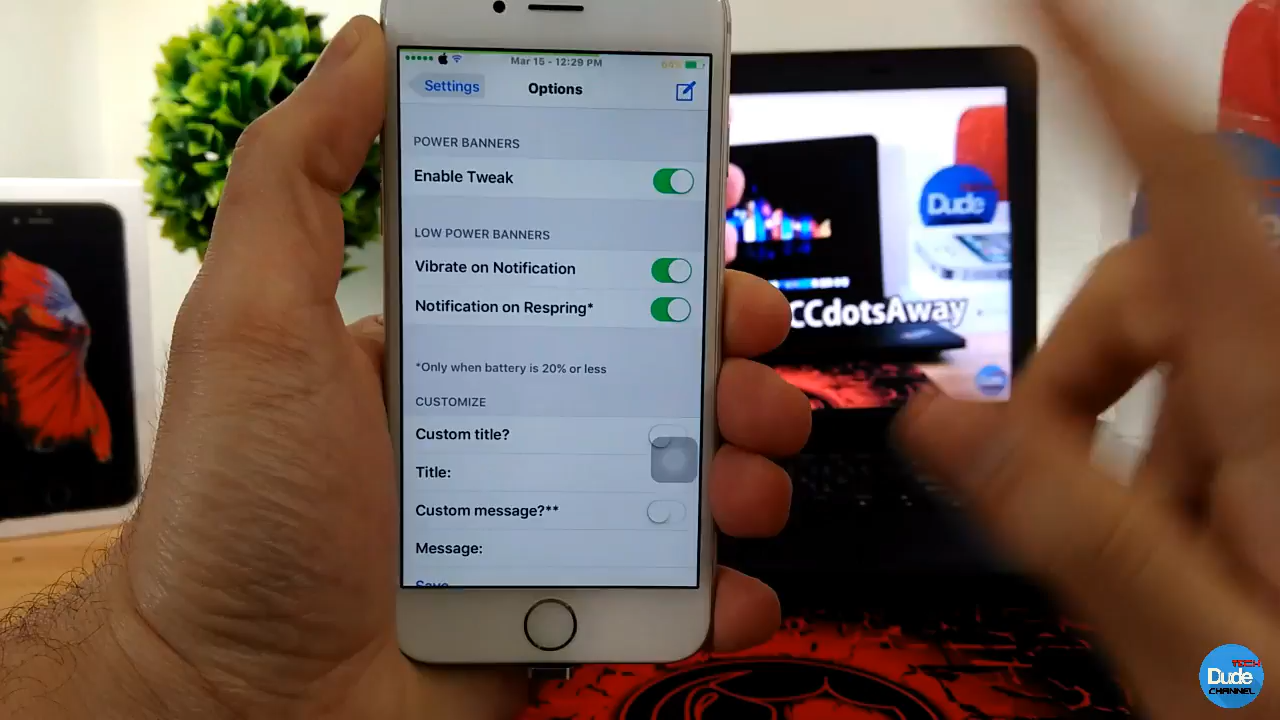 Mar 15 - 12:29 PM
64%
Settings
Options
POWER BANNERS
Enable Tweak
LOW POWER BANNERS
Vibrate on Notification
Notification on Respring*
*Only when battery is 20% or less
CUSTOMIZE
Custom title?
Title:
Custom message?**
Message:
Save
Dude
CCdotsAway
TECH
Dude
CHANNEL